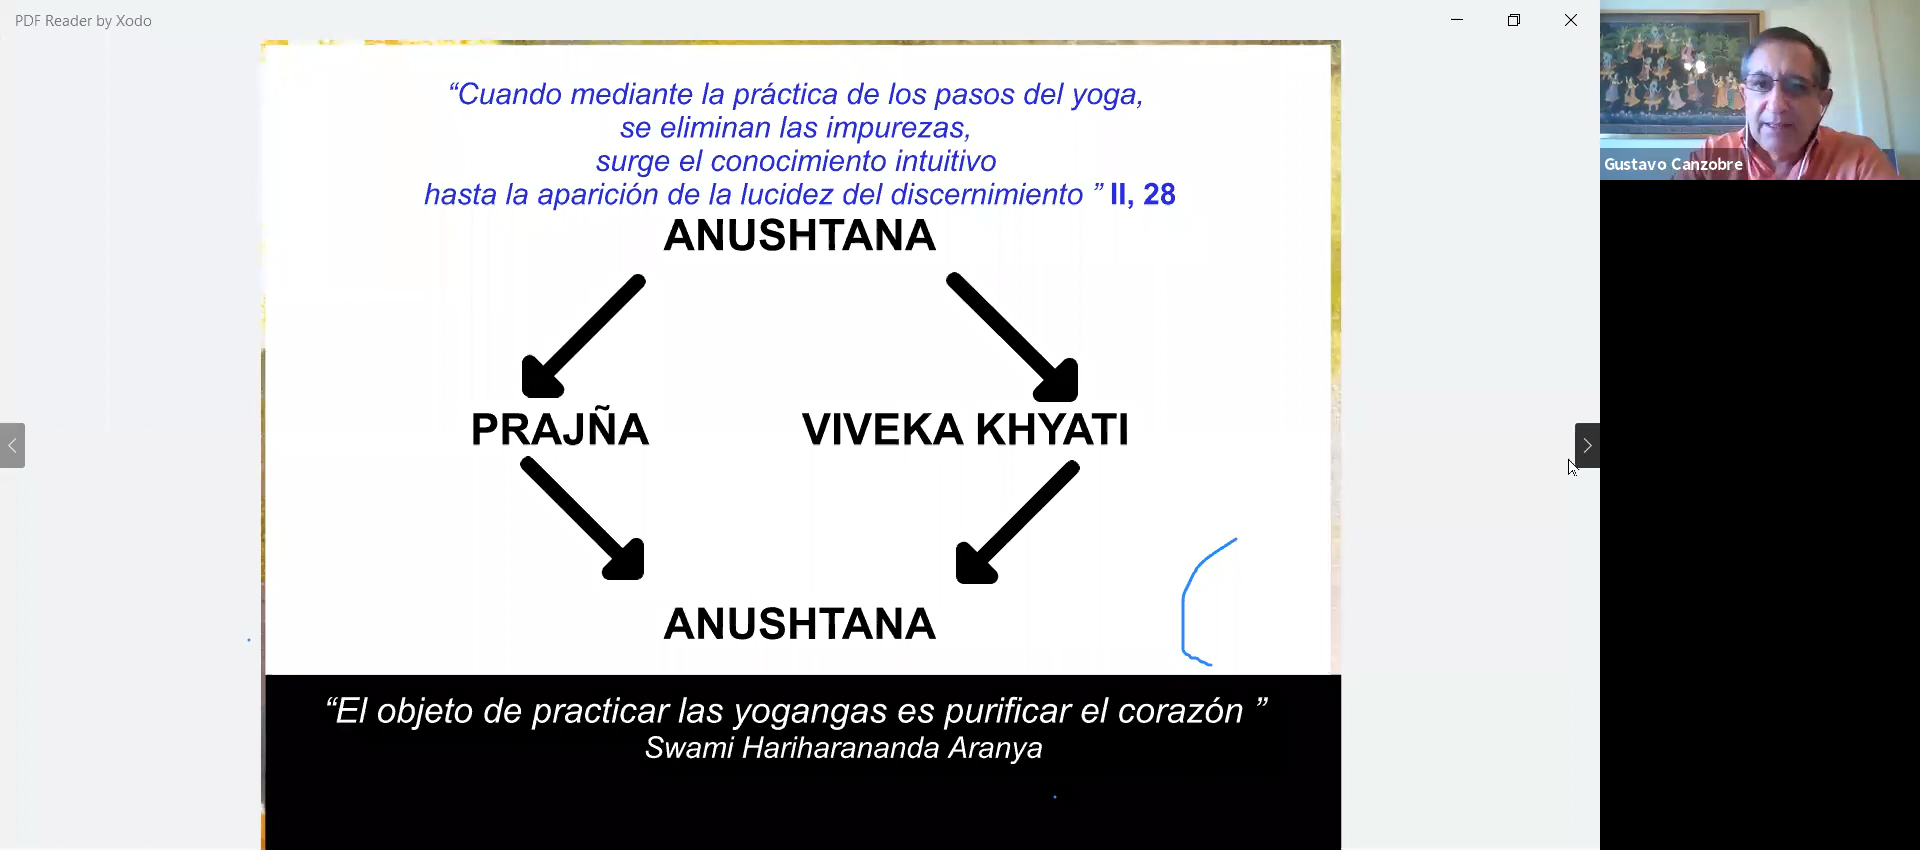 PDF Reader by Xodo
“Cuando mediante la práctica de los pasos del yoga,
se eliminan las impurezas,
surge el conocimiento intuitivo
hasta la aparición de la lucidez del discernimiento ” II, 28
ANUSHTANA
PRAJÑA VIVEKA KHYATI
ANUSHTANA
“El objeto de practicar las yogangas es purificar el corazón ”
Swami Hariharananda Aranya
Gustavo Canzobre